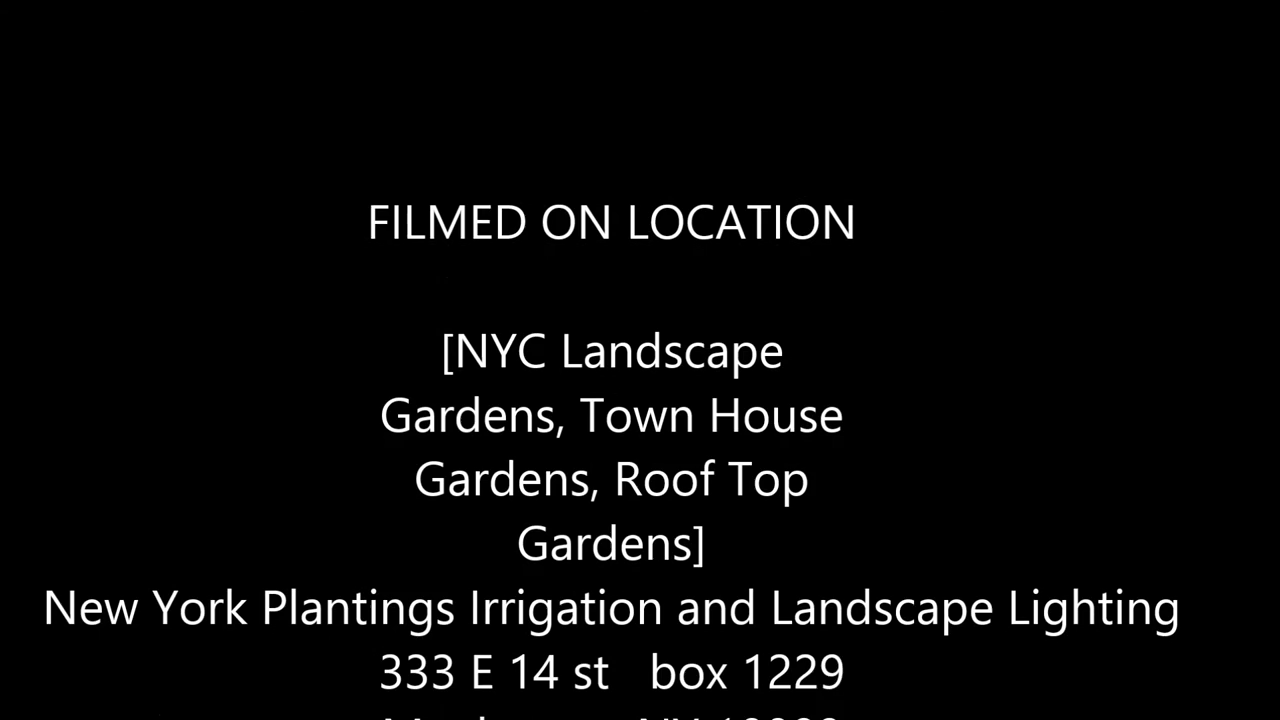 FILMED ON LOCATION
[NYC Landscape
Gardens, Town House
Gardens, Roof Top
Gardens]
New York Plantings Irrigation and Landscape Lighting
333 E 14 st   box 1229